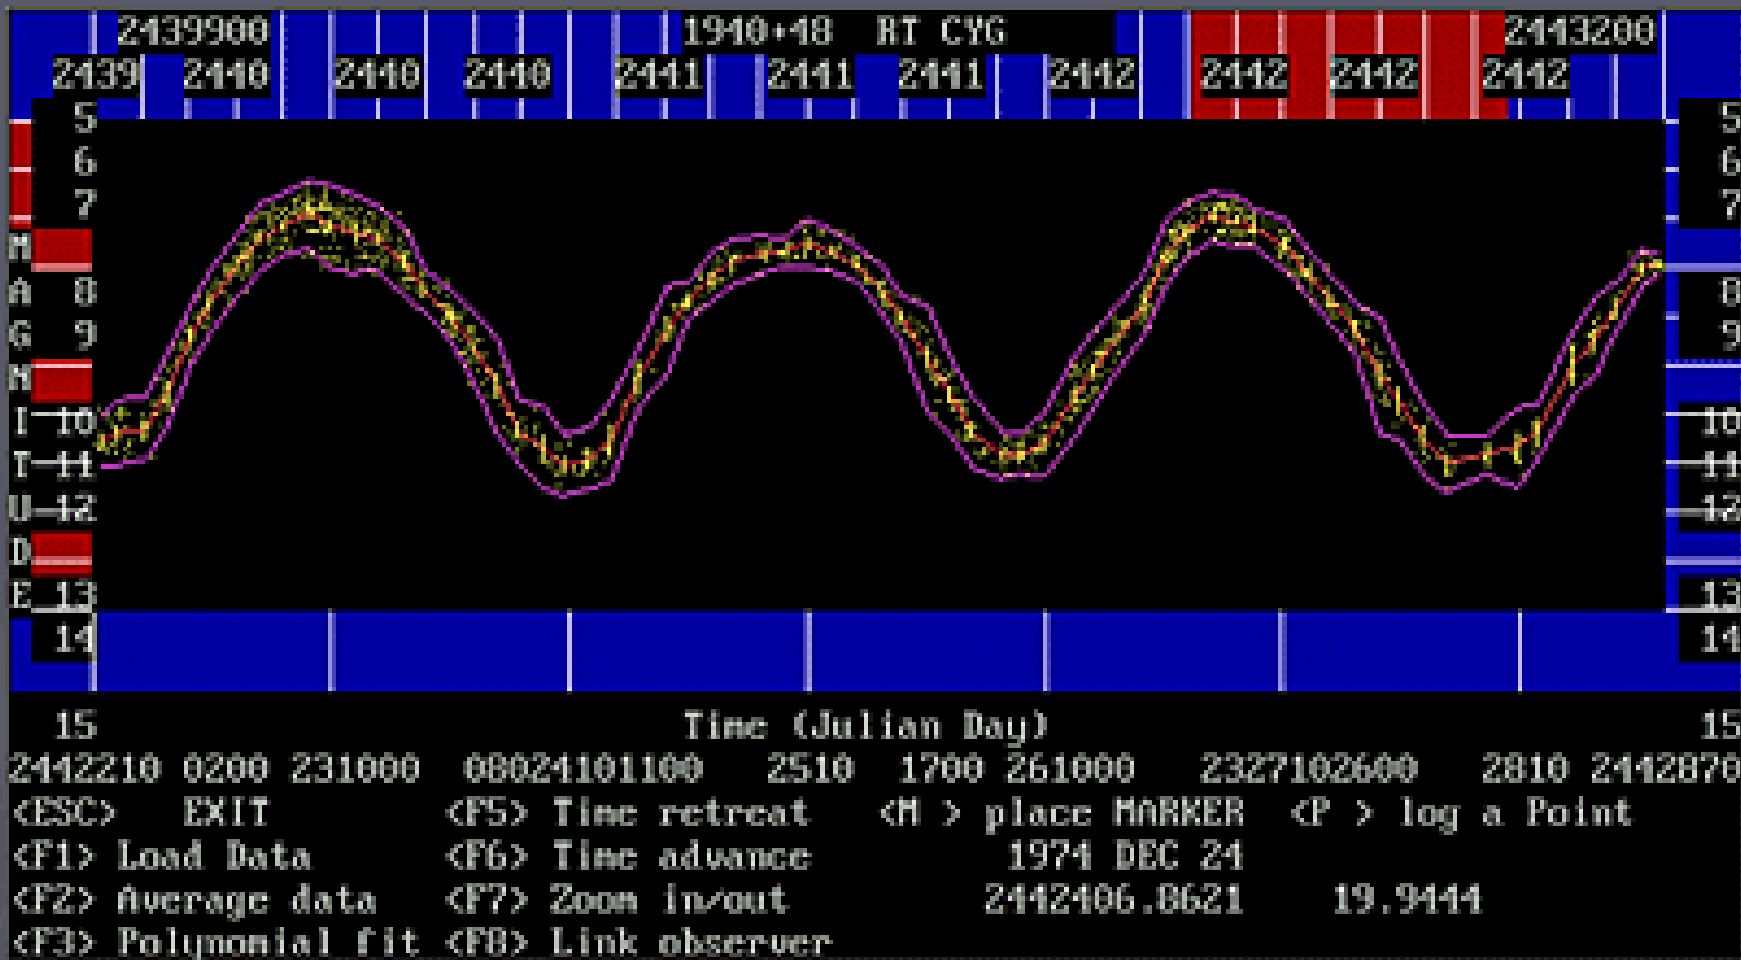 2439900 1940+48 RT CYG 2443200
2439 2440 2440 2440 2441 2441 2441 2442 2442 2442 2442
5 5
6 6
7 7
M
A 8 8
G 9 9
N
I 10 10
T 11 11
U 12 12
D
E 13 13
14 14
15 Time (Julian Day) 15
2442210 0200 231000 08024101100 2510 1700 261000 2327102600 2810 2442870
<ESC> EXIT <F5> Time retreat <M > place MARKER <P > log a Point
<F1> Load Data <F6> Time advance 1974 DEC 24
<F2> Average data <F7> Zoom in/out 2442406.8621 19.9444
<F3> Polynomial fit <F8> Link observer